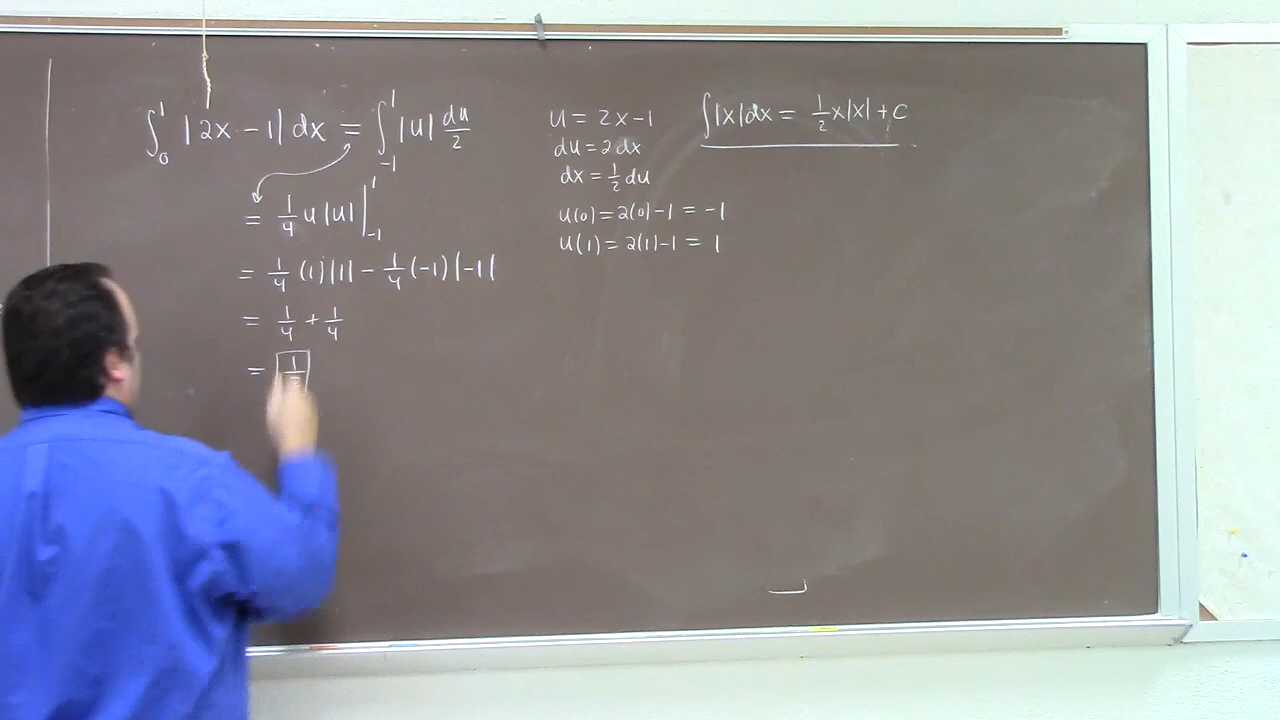 ∫₀¹ |2x - 1| dx = ∫₋₁¹ |u| du/2
= 1/4 u|u| |₋₁¹
= 1/4 (1)|1| - 1/4 (-1)|-1|
= 1/4 + 1/4
= 1/
u = 2x - 1
du = 2dx
dx = 1/2 du
u(0) = 2(0) - 1 = -1
u(1) = 2(1) - 1 = 1
∫|x|dx = 1/2 x|x| + C